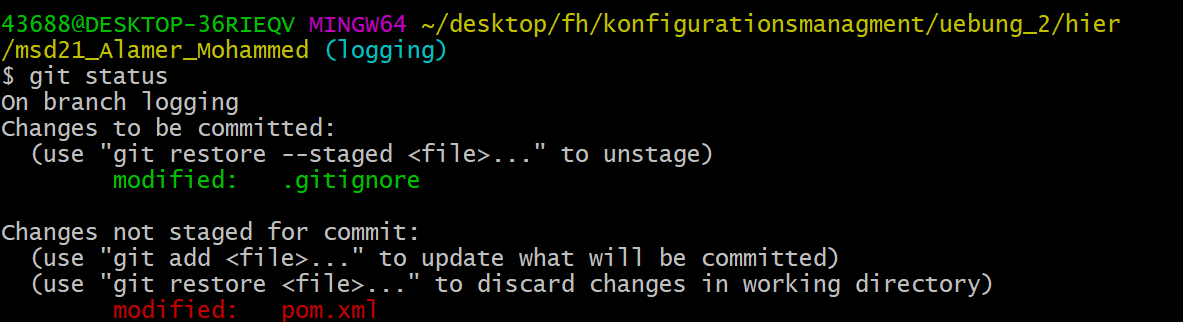 43688@DESKTOP-36RIEQV MINGW64 ~/desktop/fh/konfigurationsmanagment/uebung_2/hier
/msd21_Alamer_Mohammed (logging)
$ git status
On branch logging
Changes to be committed:
  (use "git restore --staged <file>..." to unstage)
        modified:   .gitignore

Changes not staged for commit:
  (use "git add <file>..." to update what will be committed)
  (use "git restore <file>..." to discard changes in working directory)
        modified:   pom.xml